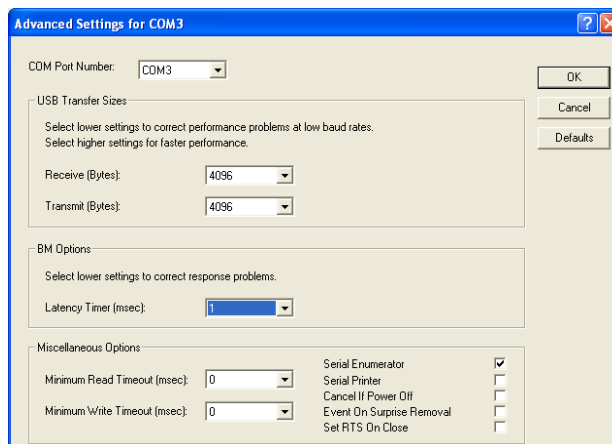 Advanced Settings for COM3
COM Port Number: COM3
OK
Cancel
Defaults
USB Transfer Sizes
Select lower settings to correct performance problems at low baud rates.
Select higher settings for faster performance.
Receive (Bytes): 4096
Transmit (Bytes): 4096
BM Options
Select lower settings to correct response problems.
Latency Timer (msec): 1
Miscellaneous Options
Minimum Read Timeout (msec): 0
Minimum Write Timeout (msec): 0
Serial Enumerator
Serial Printer
Cancel If Power Off
Event On Surprise Removal
Set RTS On Close